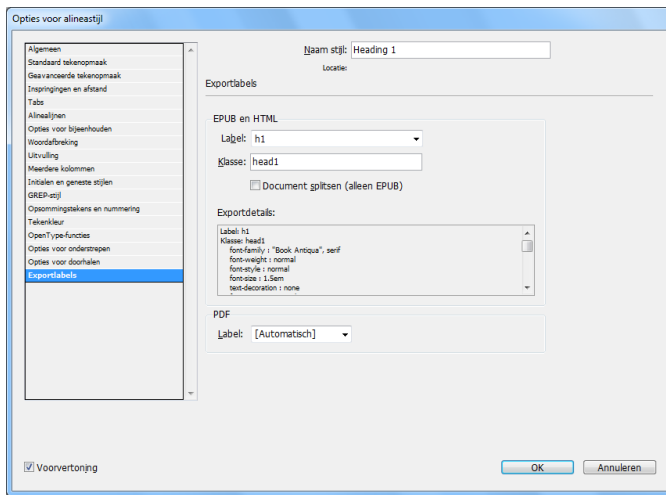 Opties voor alineastijl
Algemeen
Standaard tekenopmaak
Geavanceerde tekenopmaak
Inspringingen en afstand
Tabs
Alinealijnen
Opties voor bijeenhouden
Woordafbreking
Uitvulling
Meerdere kolommen
Initialen en geneste stijlen
GREP-stijl
Opsommingstekens en nummering
Tekenkleur
OpenType-functies
Opties voor onderstrepen
Opties voor doorhalen
Exportlabels
Naam stijl: Heading 1
Locatie:
Exportlabels
EPUB en HTML
Label: h1
Klasse: head1
Document splitsen (alleen EPUB)
Exportdetails:
Label: h1
Klasse: head1
font-family : "Book Antiqua", serif
font-weight : normal
font-style : normal
font-size : 1.5em
text-decoration : none
PDF
Label: [Automatisch]
Voorvertoning
OK
Annuleren